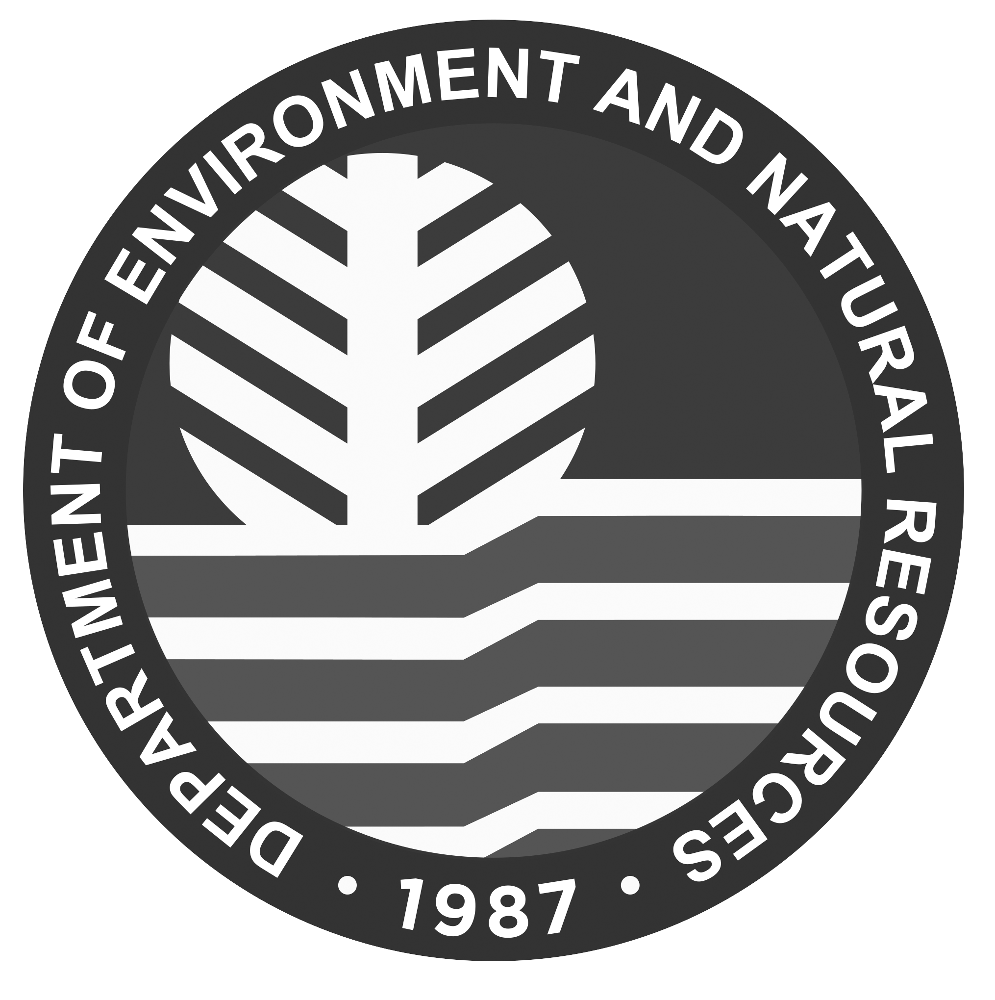 DEPARTMENT OF ENVIRONMENT AND NATURAL RESOURCES
• 1987 •